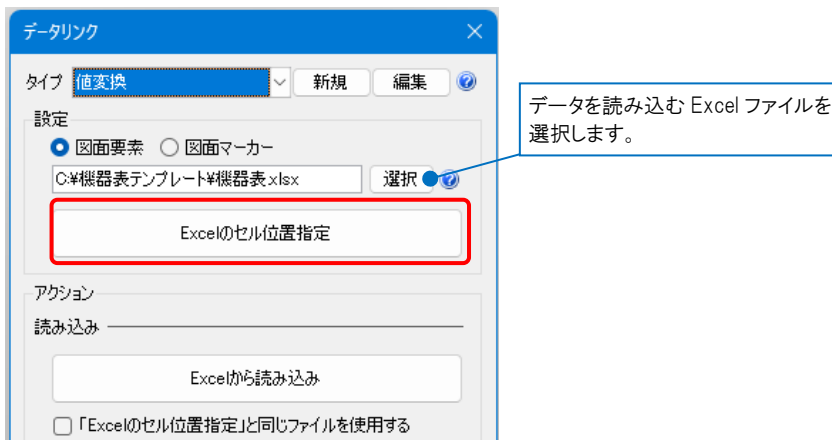 データリンク
タイプ 値変換 新規 編集
設定
図面要素 図面マーカー
C:¥機器表テンプレート¥機器表.xlsx 選択
Excelのセル位置指定
アクション
読み込み
Excelから読み込み
「Excelのセル位置指定」と同じファイルを使用する
データを読み込む Excel ファイルを
選択します。